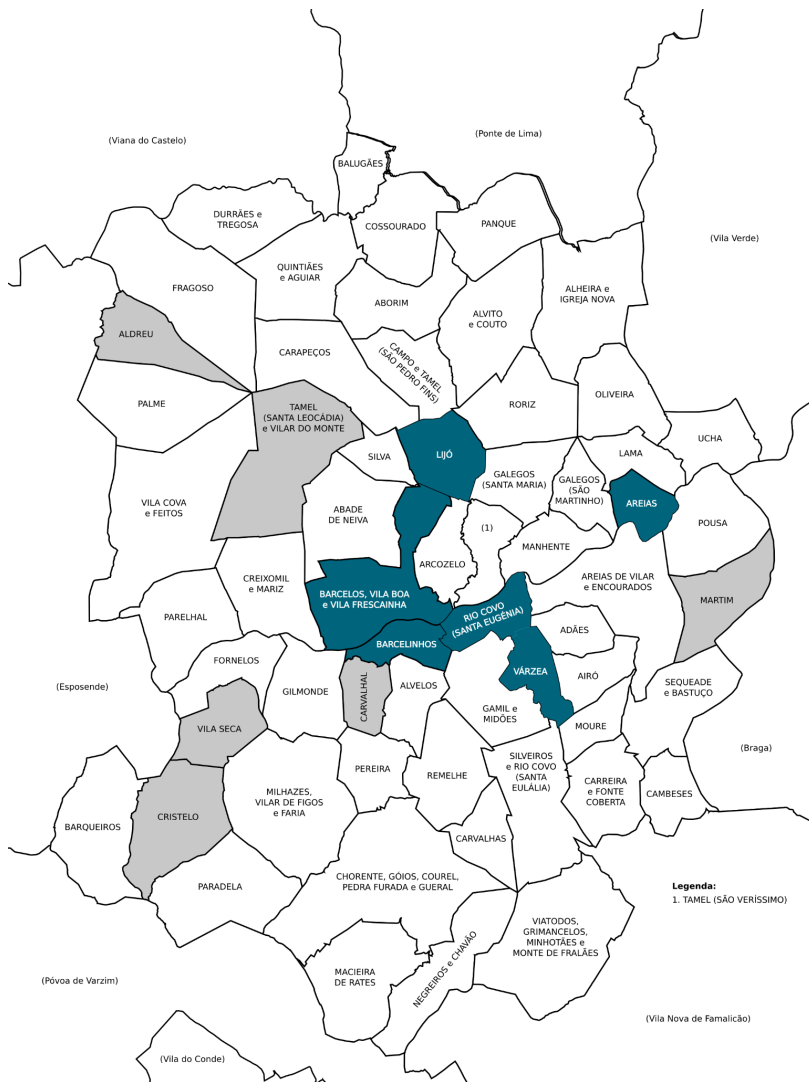 (Viana do Castelo)
(Ponte de Lima)
BALUGÃES
DURRÃES e
TREGOSA
COSSOURADO
PANQUE
(Vila Verde)
QUINTIÃES
e AGUIAR
FRAGOSO
ABORIM
ALHEIRA e
IGREJA NOVA
ALVITO
e COUTO
ALDREU
CARAPEÇOS
CAMPO e TAMEL
(SÃO PEDRO FINS)
PALME
TAMEL
(SANTA LEOCÁDIA)
e VILAR DO MONTE
RORIZ
OLIVEIRA
UCHA
SILVA
LIJÓ
LAMA
GALEGOS
(SANTA MARIA)
GALEGOS
(SÃO
MARTINHO)
AREIAS
VILA COVA
e FEITOS
ABADE
DE NEIVA
(1)
POUSA
MANHENTE
ARCOZELO
CREIXOMIL
e MARIZ
BARCELOS, VILA BOA
e VILA FRESCAINHA
AREIAS DE VILAR
e ENCOURADOS
MARTIM
PARELHAL
RIO COVO
(SANTA EUGÉNIA)
ADÃES
BARCELINHOS
FORNELOS
VÁRZEA
AIRÓ
(Esposende)
GILMONDE
CARVALHAL
ALVELOS
SEQUEADE
e BASTUÇO
GAMIL e
MIDÕES
VILA SECA
MOURE
(Braga)
PEREIRA
REMELHE
SILVEIROS
e RIO COVO
(SANTA
EULÁLIA)
MILHAZES,
VILAR DE FIGOS
e FARIA
CARREIRA
e FONTE
COBERTA
CAMBESES
BARQUEIROS
CRISTELO
CARVALHAS
PARADELA
CHORENTE, GÓIOS, COUREL,
PEDRA FURADA e GUERAL
Legenda:
1. TAMEL (SÃO VERÍSSIMO)
VIATODOS,
GRIMANCELOS,
MINHOTÃES e
MONTE DE FRALÃES
MACIEIRA
DE RATES
NEGREIROS e CHAVÃO
(Póvoa de Varzim)
(Vila Nova de Famalicão)
(Vila do Conde)